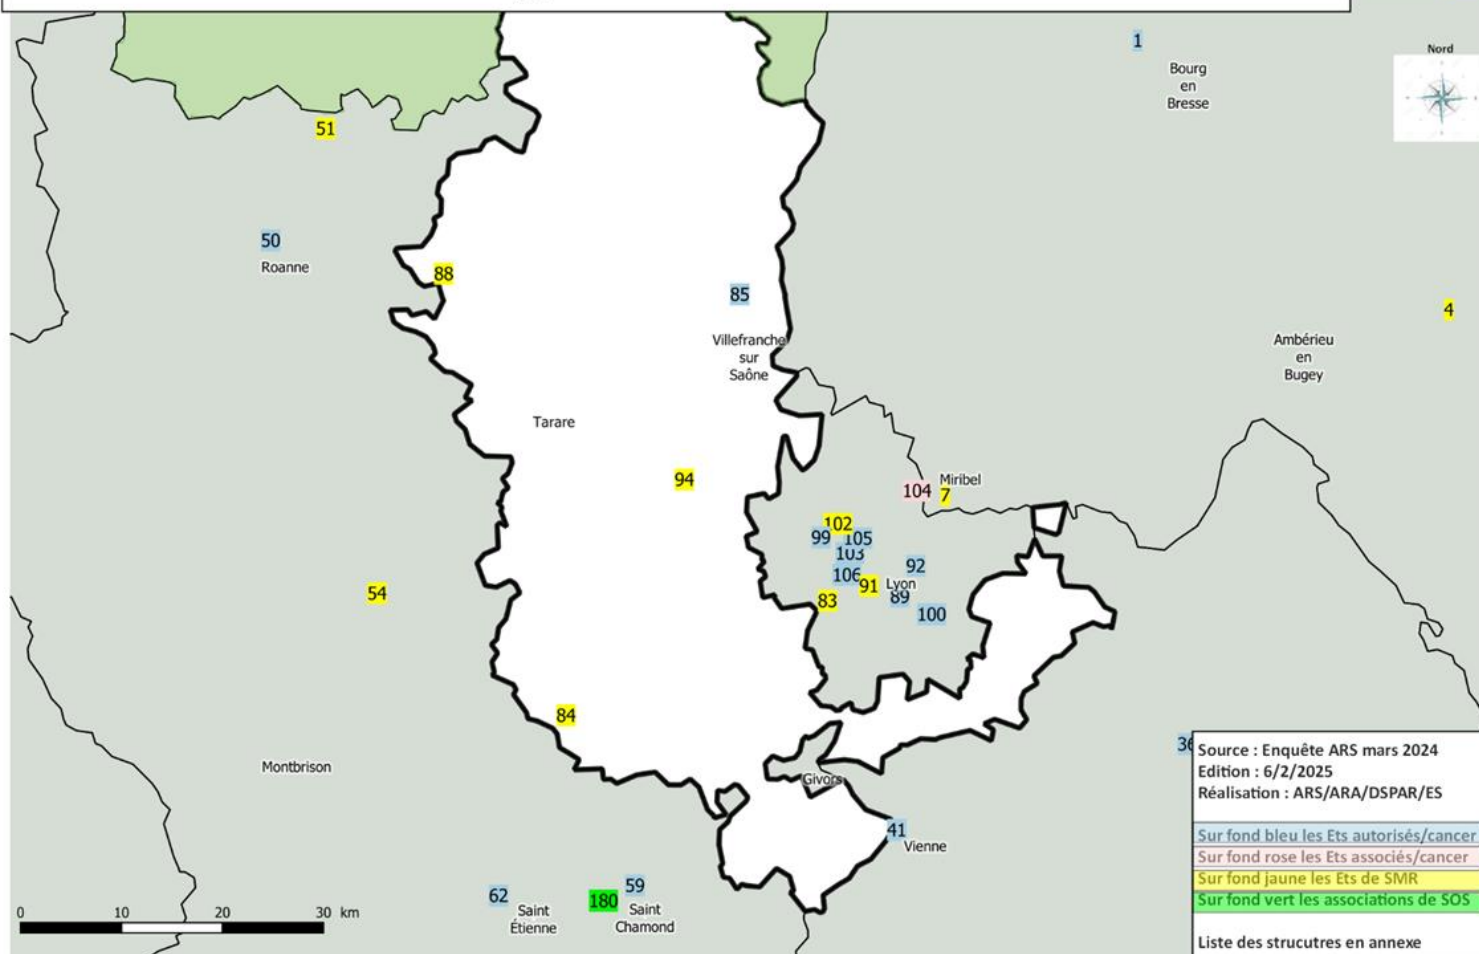 1
Nord
Bourg
en
Bresse
51
50
Roanne
88
85
4
Villefranche
sur
Saône
Ambérieu
en
Bugey
Tarare
94
104
Miribel
7
102
99
105
103
92
106
91
Lyon
89
54
83
100
84
36
Montbrison
Givors
41
Vienne
62
180
59
Saint
Étienne
Saint
Chamond
0 10 20 30 km
Source : Enquête ARS mars 2024
Edition : 6/2/2025
Réalisation : ARS/ARA/DSPAR/ES
Sur fond bleu les Ets autorisés/cancer
Sur fond rose les Ets associés/cancer
Sur fond jaune les Ets de SMR
Sur fond vert les associations de SOS
Liste des strucutres en annexe